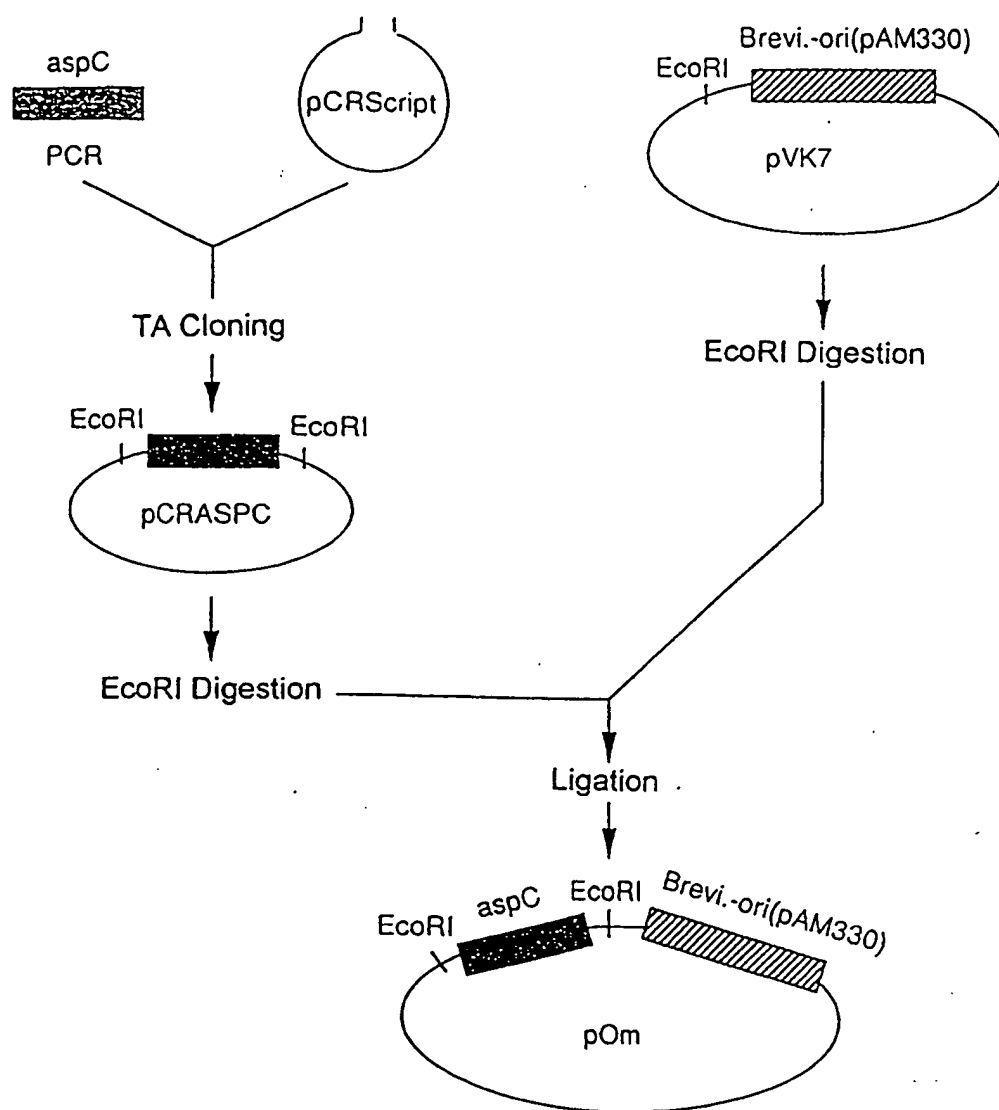 aspC
PCR
pCRScript
Brevi.-ori(pAM330)
EcoRI
pVK7
TA Cloning
EcoRI Digestion
EcoRI
EcoRI
pCRASPC
EcoRI Digestion
Ligation
EcoRI
aspC
EcoRI
Brevi.-ori(pAM330)
pOm